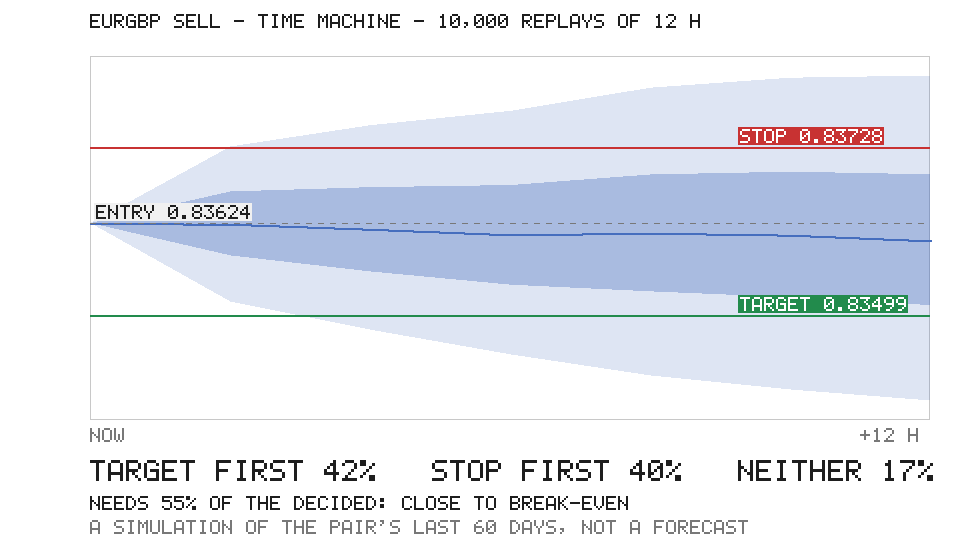 EURGBP SELL – TIME MACHINE – 10,000 REPLAYS OF 12 H
STOP 0.83728
ENTRY 0.83624
TARGET 0.83499
NOW +12 H
TARGET FIRST 42% STOP FIRST 40% NEITHER 17%
NEEDS 55% OF THE DECIDED: CLOSE TO BREAK-EVEN
A SIMULATION OF THE PAIR'S LAST 60 DAYS, NOT A FORECAST